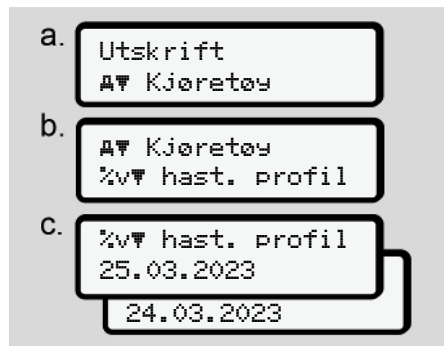 a.
Utskrift
Kjøretøy
b.
Kjøretøy
%v▼ hast. profil
c.
%v▼ hast. profil
25.03.2023
24.03.2023